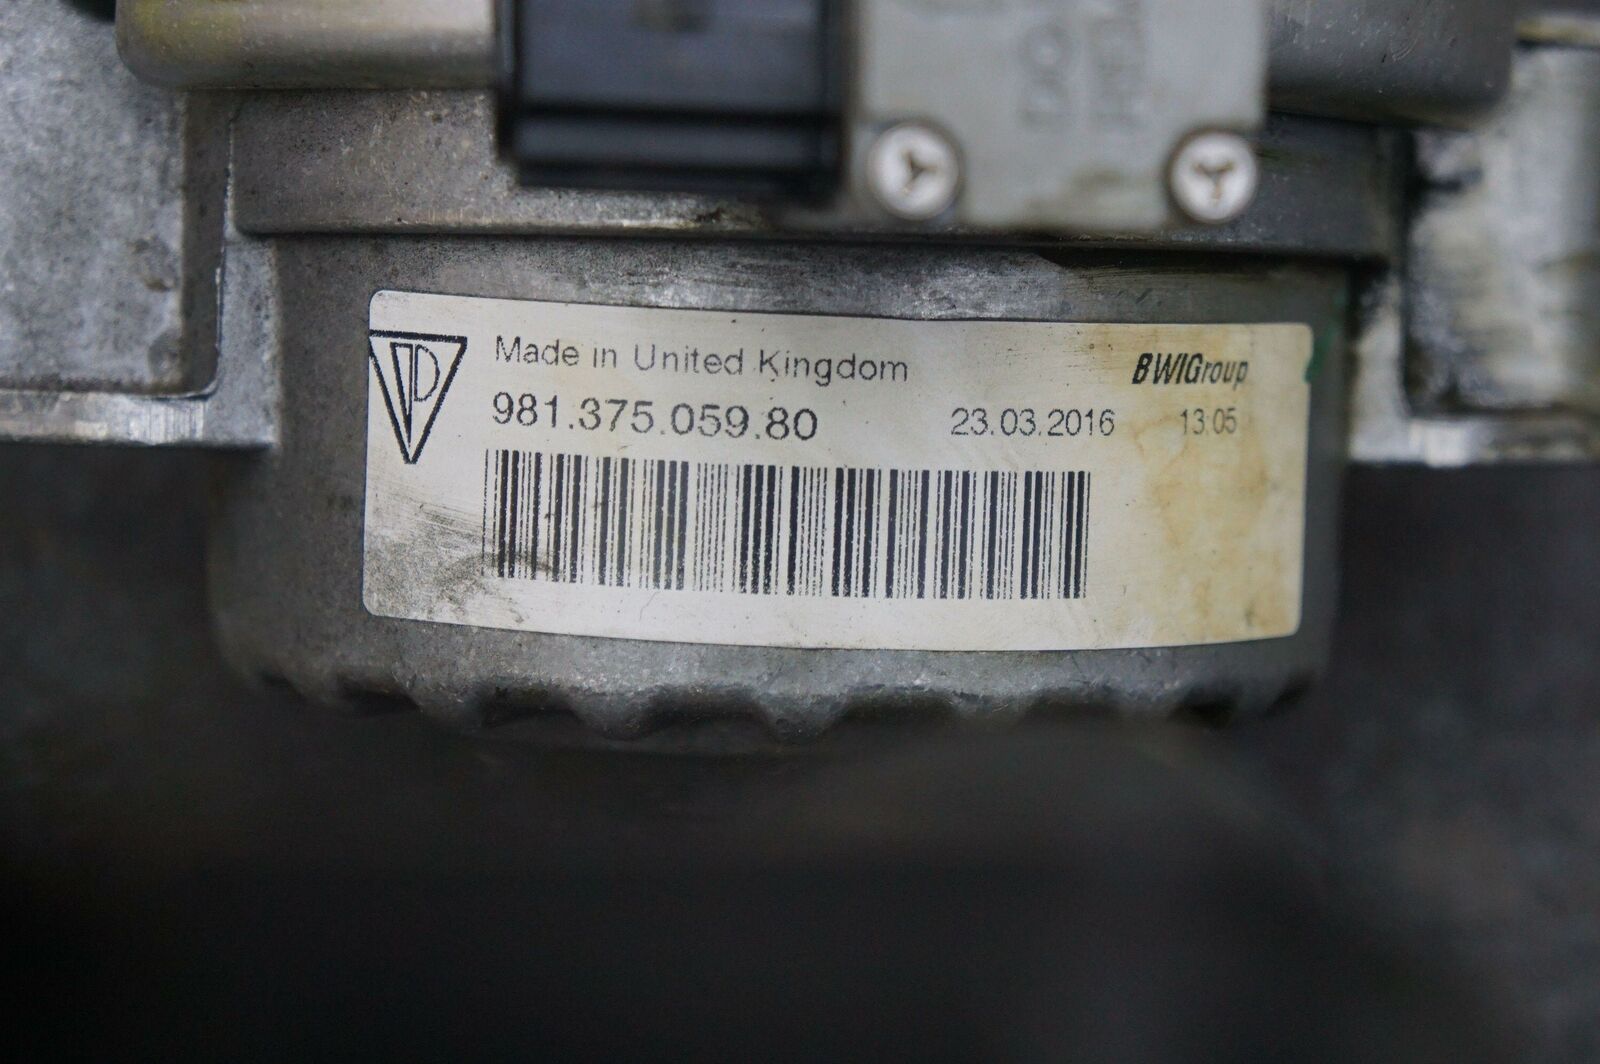 Made in United Kingdom
BWIGroup
981.375.059.80
23.03.2016
13:05